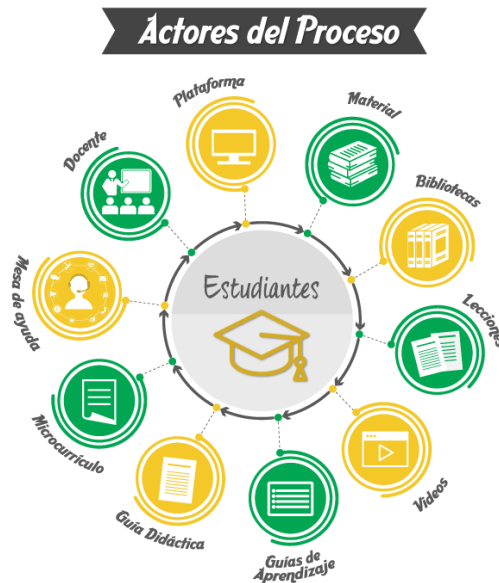 Actores del Proceso
Plataforma
Material
Bibliotecas
Lecciones
Videos
Guías de
Aprendizaje
Guía Didáctica
Microcurrículo
Mesa de ayuda
Docente
Estudiantes